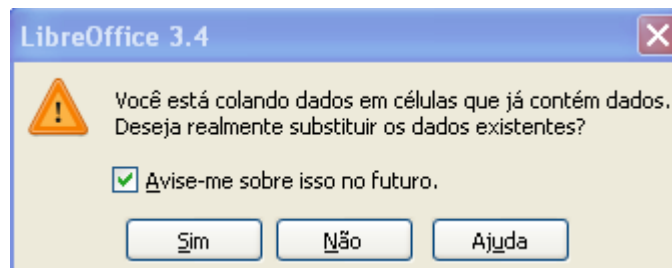 LibreOffice 3.4
Você está colando dados em células que já contém dados.
Deseja realmente substituir os dados existentes?
Avise-me sobre isso no futuro.
Sim Não Ajuda